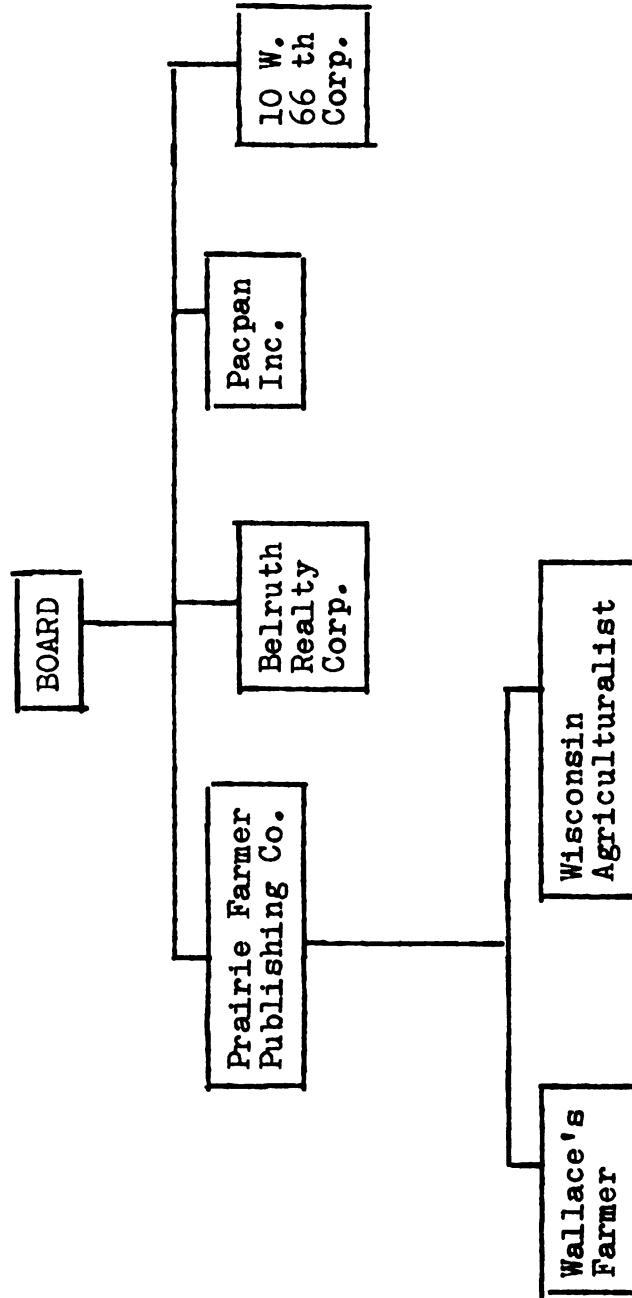 BOARD
Prairie Farmer
Publishing Co.
Belruth
Realty
Corp.
Pacpan
Inc.
10 W.
66 th
Corp.
Wallace's
Farmer
Wisconsin
Agriculturalist